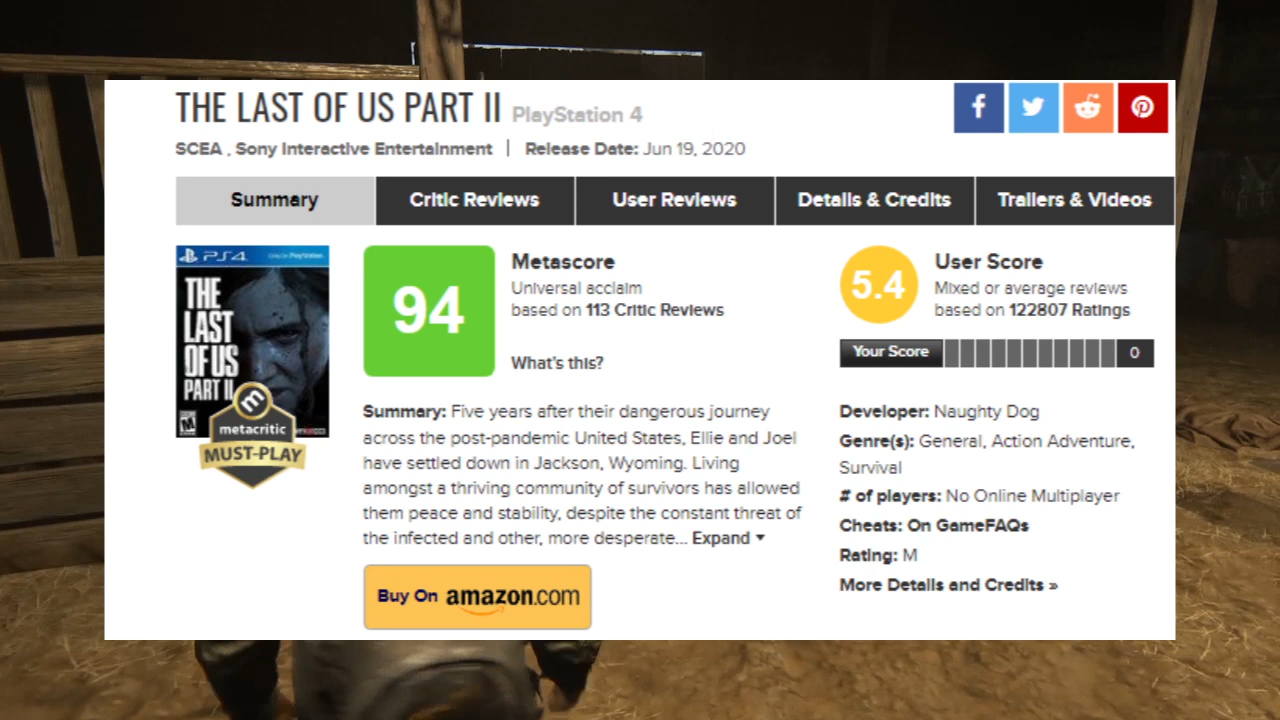 THE LAST OF US PART II PlayStation 4
SCEA , Sony Interactive Entertainment | Release Date: Jun 19, 2020
Summary Critic Reviews User Reviews Details & Credits Trailers & Videos
PS4
Only On PlayStation
THE
LAST
OF US
PART II
M
m
metacritic
MUST-PLAY
94
Metascore
Universal acclaim
based on 113 Critic Reviews
What's this?
5.4
User Score
Mixed or average reviews
based on 122807 Ratings
Your Score 0
Summary: Five years after their dangerous journey
across the post-pandemic United States, Ellie and Joel
have settled down in Jackson, Wyoming. Living
amongst a thriving community of survivors has allowed
them peace and stability, despite the constant threat of
the infected and other, more desperate... Expand
Buy On amazon.com
Developer: Naughty Dog
Genre(s): General, Action Adventure,
Survival
# of players: No Online Multiplayer
Cheats: On GameFAQs
Rating: M
More Details and Credits »